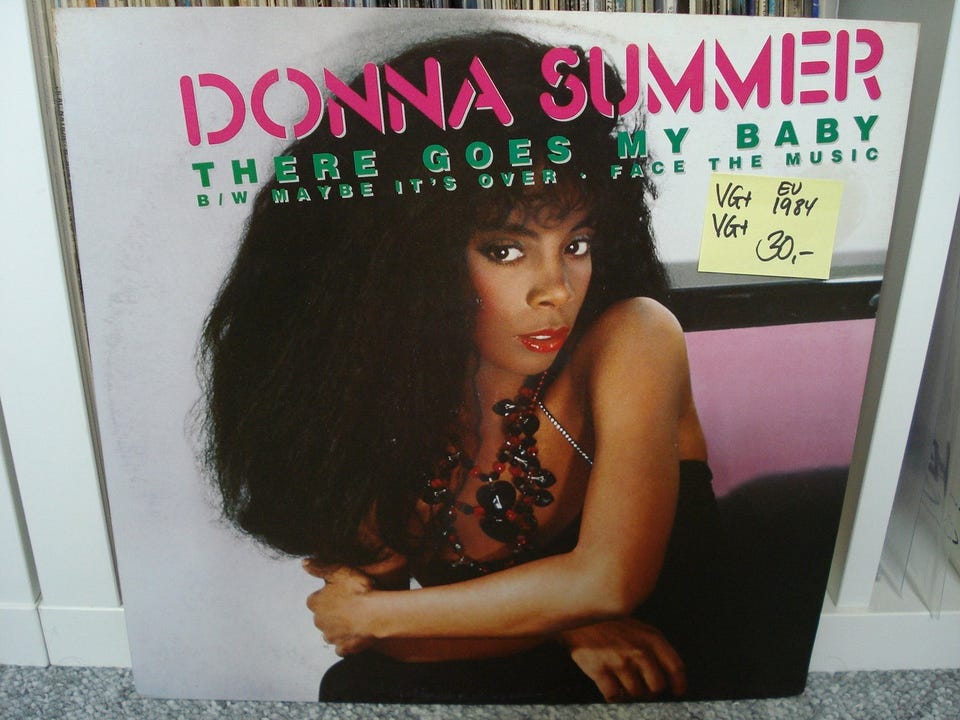 DONNA SUMMER
THERE GOES MY BABY
B/W MAYBE IT'S OVER · FACE THE MUSIC
VG+ EU
1984
VG+
30,-